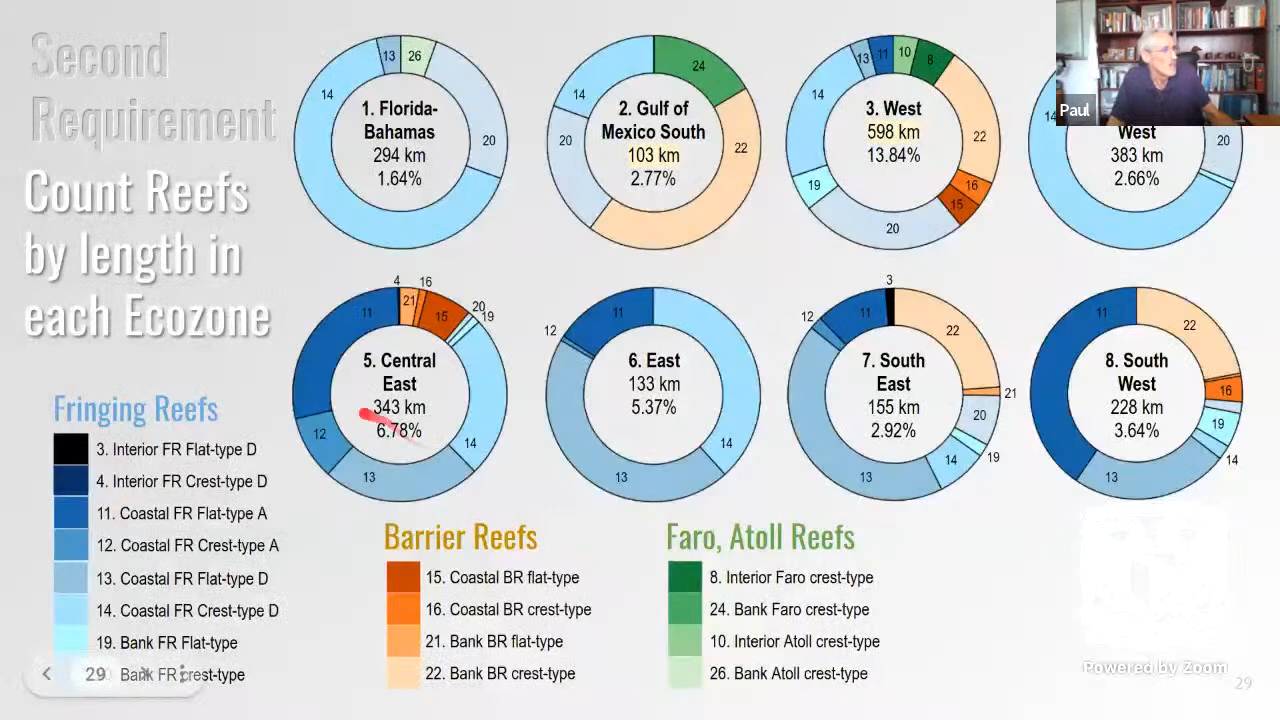 Second
Requirement
Count Reefs
by length in
each Ecozone
13
26
14
20
1. Florida-
Bahamas
294 km
1.64%
24
14
20
22
2. Gulf of
Mexico South
103 km
2.77%
13
11
10
8
14
22
19
16
15
20
3. West
598 km
13.84%
14
20
West
383 km
2.66%
Paul
4
16
11
21
15
20
19
12
14
13
5. Central
East
343 km
6.78%
12
11
14
13
6. East
133 km
5.37%
3
12
11
22
21
20
19
14
13
7. South
East
155 km
2.92%
11
22
16
19
14
13
8. South
West
228 km
3.64%
Fringing Reefs
3. Interior FR Flat-type D
4. Interior FR Crest-type D
11. Coastal FR Flat-type A
12. Coastal FR Crest-type A
13. Coastal FR Flat-type D
14. Coastal FR Crest-type D
19. Bank FR Flat-type
Bank FR crest-type
29
Barrier Reefs
15. Coastal BR flat-type
16. Coastal BR crest-type
21. Bank BR flat-type
22. Bank BR crest-type
Faro, Atoll Reefs
8. Interior Faro crest-type
24. Bank Faro crest-type
10. Interior Atoll crest-type
26. Bank Atoll crest-type
Powered by Zoom
29